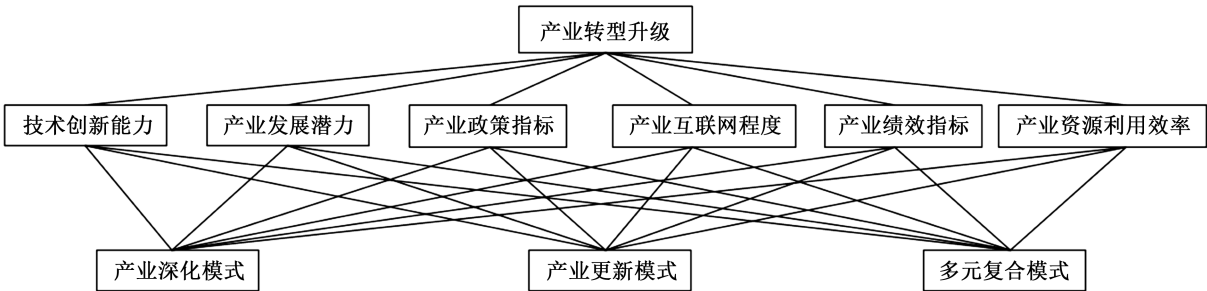 产业转型升级
技术创新能力
产业发展潜力
产业政策指标
产业互联网程度
产业绩效指标
产业资源利用效率
产业深化模式
产业更新模式
多元复合模式